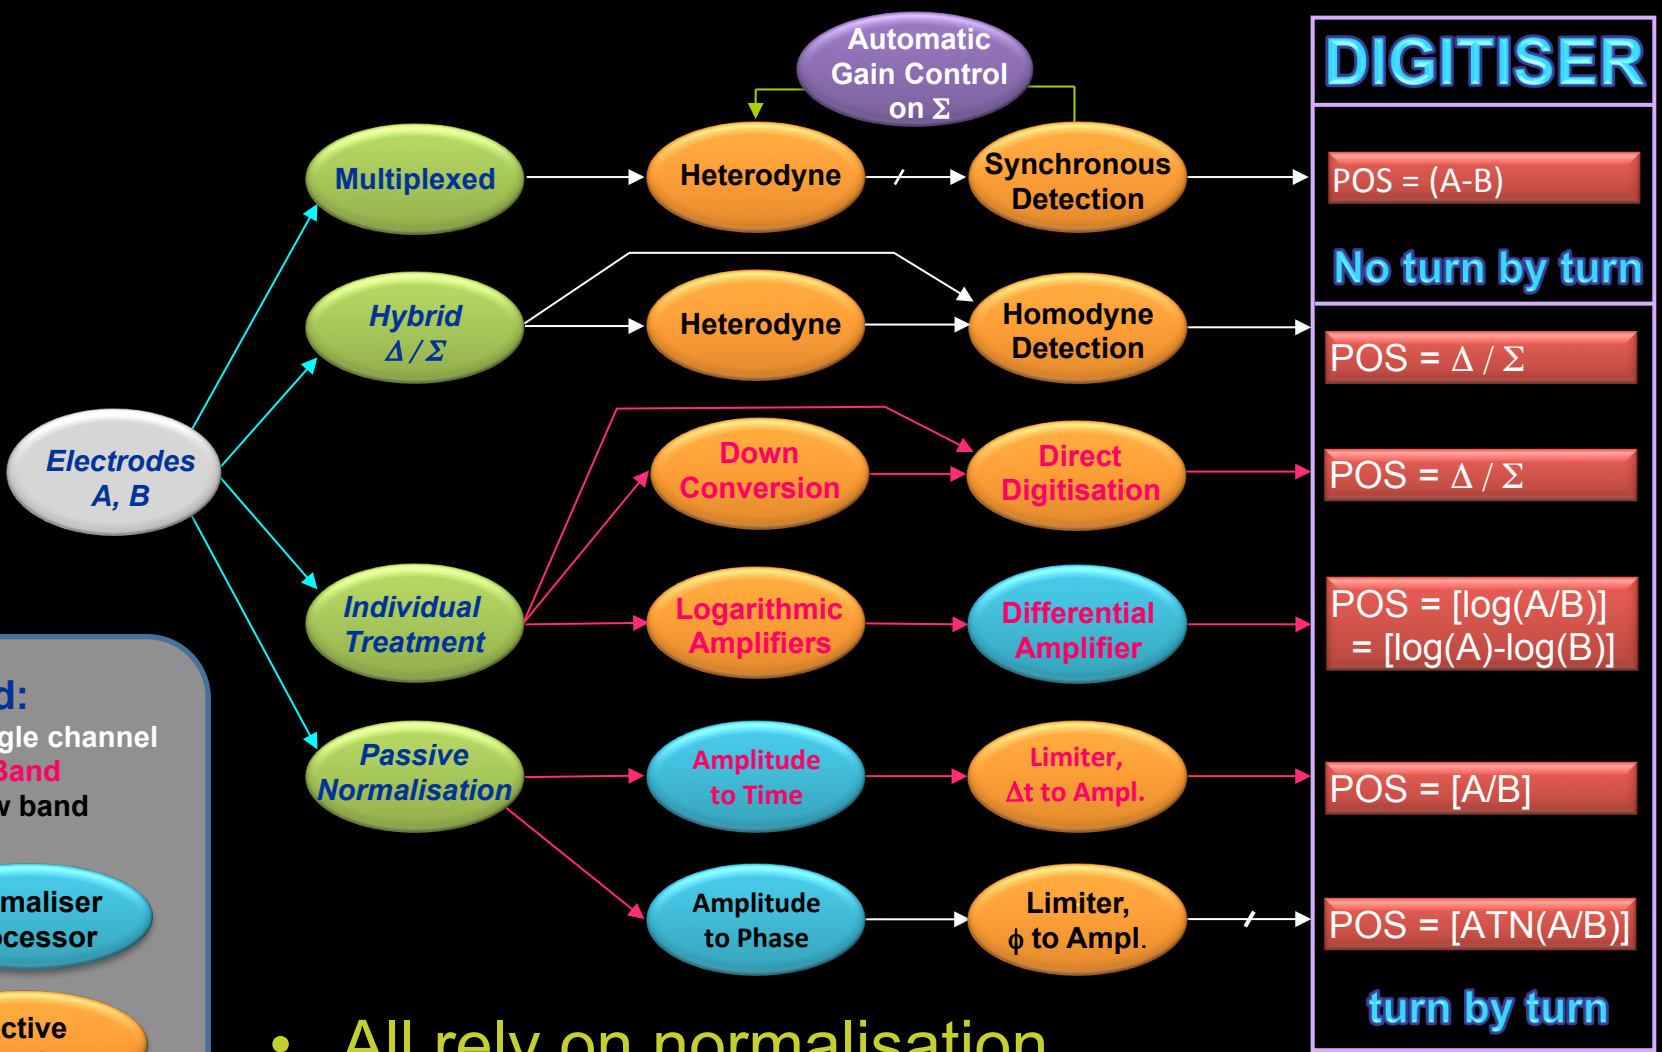 Automatic
Gain Control
on Σ
DIGITISER
Multiplexed
Heterodyne
Synchronous
Detection
POS = (A-B)
No turn by turn
Hybrid
Δ / Σ
Heterodyne
Homodyne
Detection
POS = Δ / Σ
Electrodes
A, B
Down
Conversion
Direct
Digitisation
POS = Δ / Σ
Individual
Treatment
Logarithmic
Amplifiers
Differential
Amplifier
POS = [log(A/B)]
= [log(A)-log(B)]
Passive
Normalisation
Amplitude
to Time
Limiter,
Δt to Ampl.
POS = [A/B]
Amplitude
to Phase
Limiter,
ϕ to Ampl.
POS = [ATN(A/B)]
turn by turn
d:
gle channel
Band
w band
maliser
ocessor
ctive
• All rely on normalisation